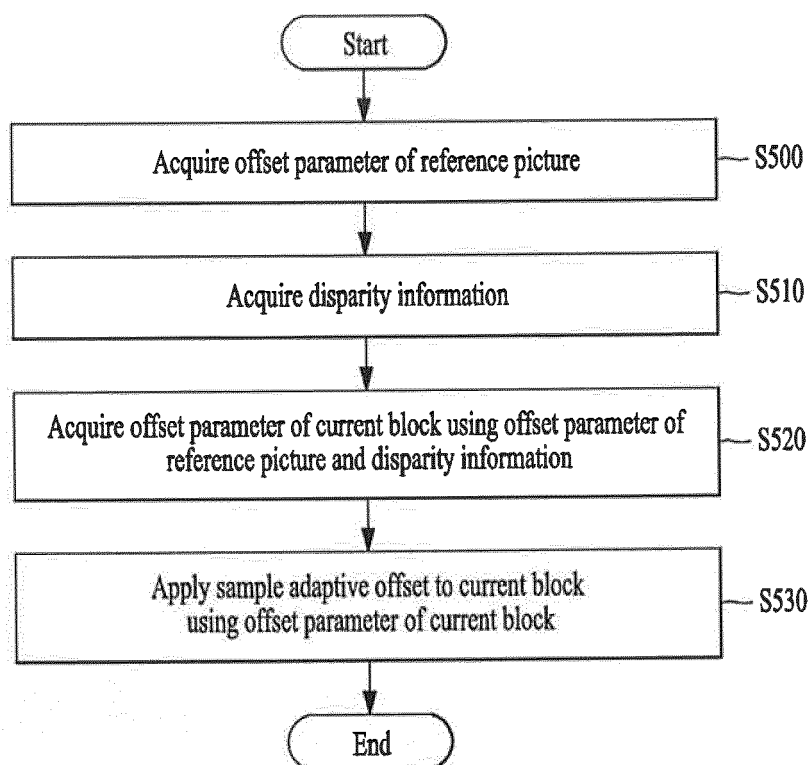 Start
Acquire offset parameter of reference picture
S500
Acquire disparity information
S510
Acquire offset parameter of current block using offset parameter of
reference picture and disparity information
S520
Apply sample adaptive offset to current block
using offset parameter of current block
S530
End